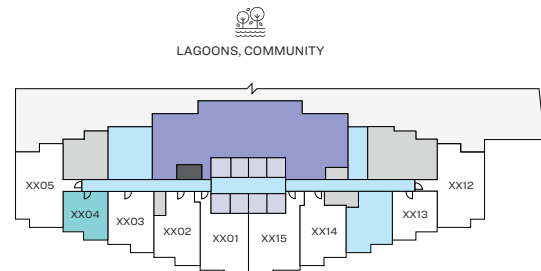 LAGOONS, COMMUNITY
XX05
XX12
XX04
XX03
XX13
XX02
XX14
XX01
XX15